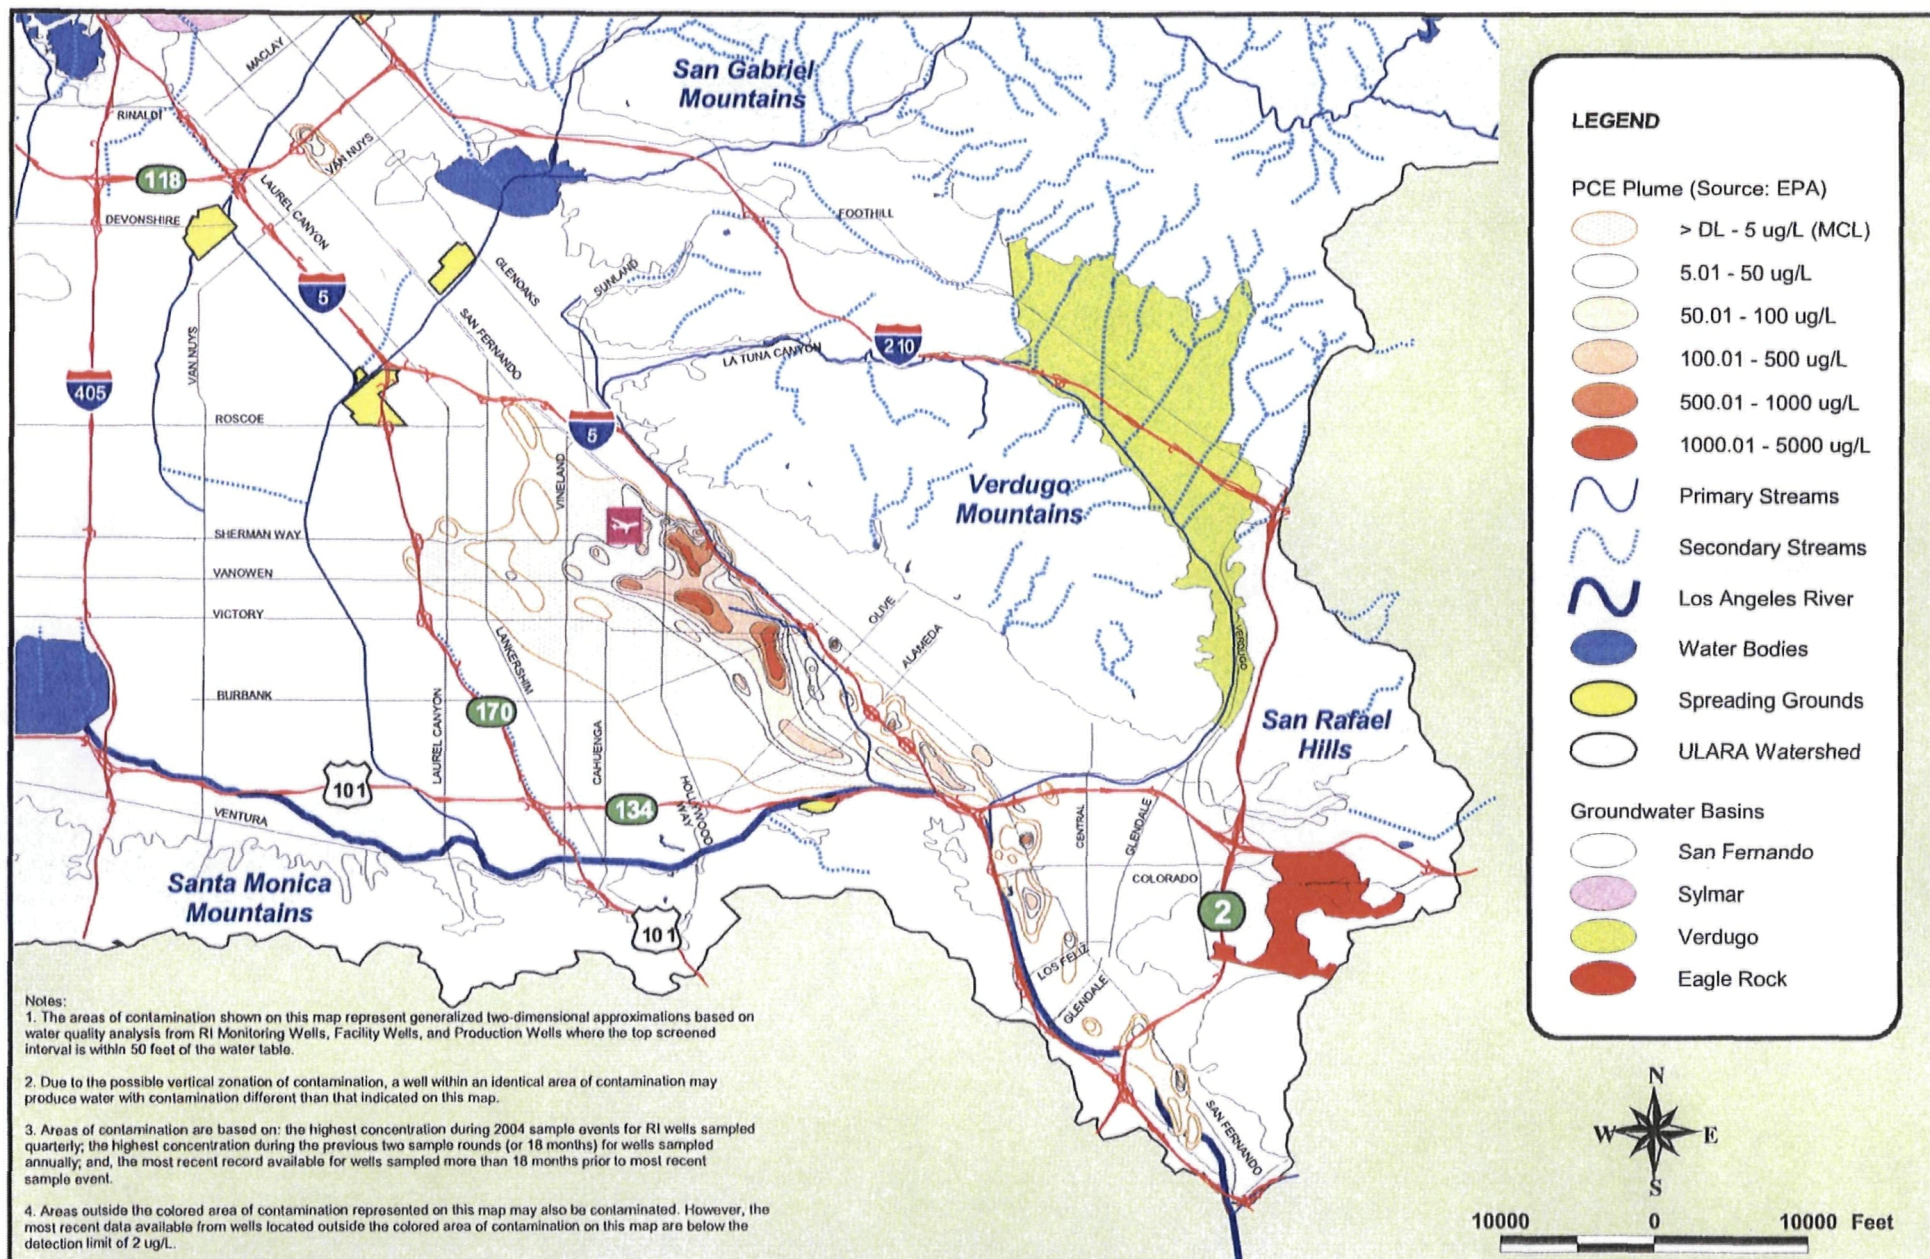 San Gabriel
Mountains
MACLAY
RINALDI
VAN NUYS
118
LAUREL CANYON
DEVONSHIRE
FOOTHILL
5
GLENOAKS
SUNLAND
SAN FERNANDO
VAN NUYS
LA TUNA CANYON
210
405
ROSCOE
5
VINELAND
Verdugo
Mountains
SHERMAN WAY
VANOWEN
VICTORY
OLIVE
ALAMEDA
LANKERSHIM
VERDUGO
BURBANK
170
LAUREL CANYON
CAHUENGA
San Rafael
Hills
101
134
HOLLYWOOD
WAY
VENTURA
CENTRAL
GLENDALE
COLORADO
Santa Monica
Mountains
101
2
LOS FELIZ
GLENDALE
SAN FERNANDO
Notes:
1. The areas of contamination shown on this map represent generalized two-dimensional approximations based on
water quality analysis from RI Monitoring Wells, Facility Wells, and Production Wells where the top screened
interval is within 50 feet of the water table.
2. Due to the possible vertical zonation of contamination, a well within an identical area of contamination may
produce water with contamination different than that indicated on this map.
3. Areas of contamination are based on: the highest concentration during 2004 sample events for RI wells sampled
quarterly; the highest concentration during the previous two sample rounds (or 18 months) for wells sampled
annually; and, the most recent record available for wells sampled more than 18 months prior to most recent
sample event.
4. Areas outside the colored area of contamination represented on this map may also be contaminated. However, the
most recent data available from wells located outside the colored area of contamination on this map are below the
detection limit of 2 ug/L.
LEGEND
PCE Plume (Source: EPA)
> DL - 5 ug/L (MCL)
5.01 - 50 ug/L
50.01 - 100 ug/L
100.01 - 500 ug/L
500.01 - 1000 ug/L
1000.01 - 5000 ug/L
Primary Streams
Secondary Streams
Los Angeles River
Water Bodies
Spreading Grounds
ULARA Watershed
Groundwater Basins
San Fernando
Sylmar
Verdugo
Eagle Rock
N
W E
S
10000 0 10000 Feet